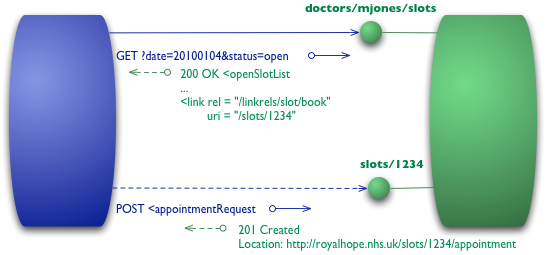 doctors/mjones/slots
GET ?date=20100104&status=open
200 OK <openSlotList
...
<link rel = "/linkrels/slot/book"
uri = "/slots/1234"
slots/1234
POST <appointmentRequest
201 Created
Location: http://royalhope.nhs.uk/slots/1234/appointment